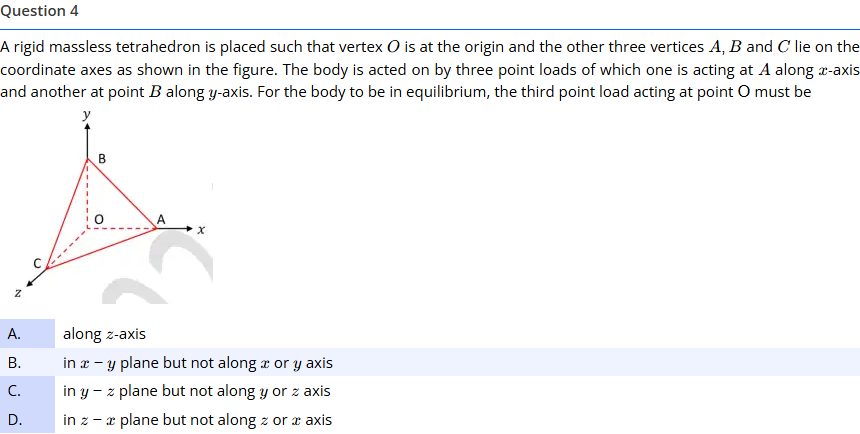 Question 4
A rigid massless tetrahedron is placed such that vertex O is at the origin and the other three vertices A, B and C lie on the
coordinate axes as shown in the figure. The body is acted on by three point loads of which one is acting at A along x-axis
and another at point B along y-axis. For the body to be in equilibrium, the third point load acting at point O must be
y
B
O
A
x
C
z
A. along z-axis
B. in x − y plane but not along x or y axis
C. in y − z plane but not along y or z axis
D. in z − x plane but not along z or x axis